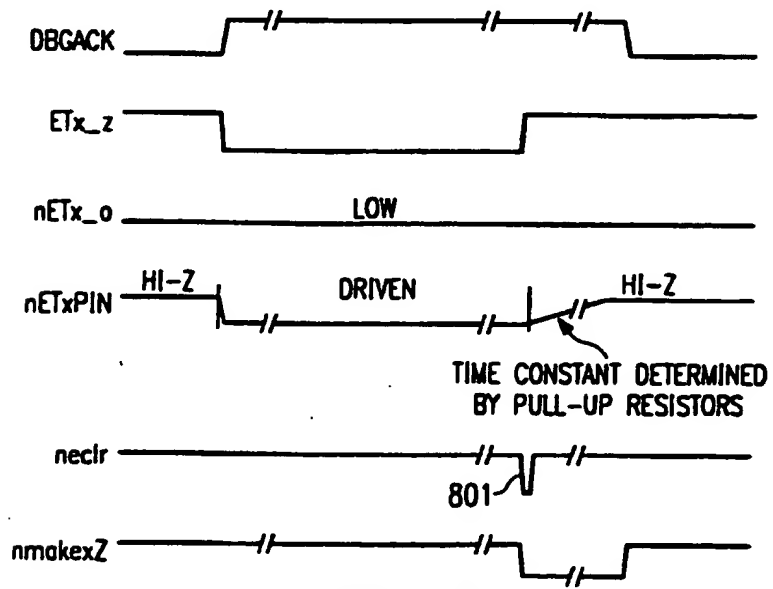 DBGACK
ETx_z
nETx_o
LOW
nETxPIN
HI-Z
DRIVEN
HI-Z
TIME CONSTANT DETERMINED
BY PULL-UP RESISTORS
neclr
801
nmakexZ